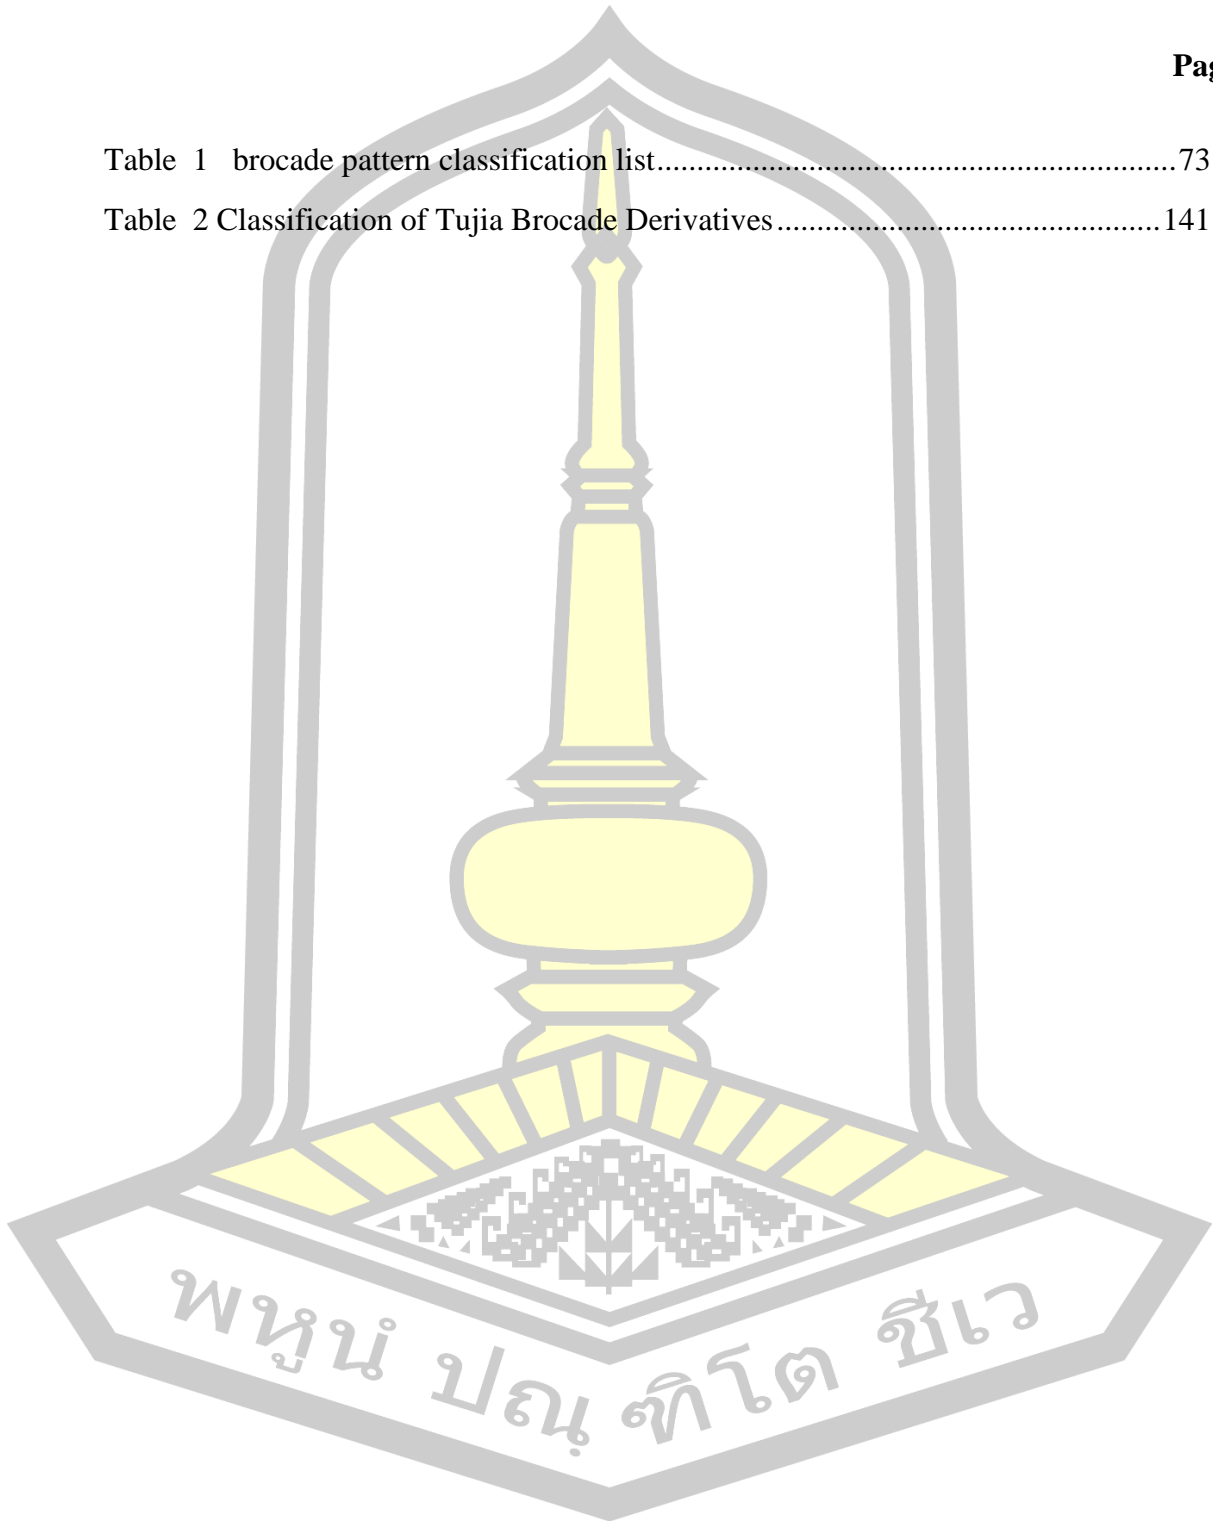 Pag
Table 1 brocade pattern classification list........................................................................73
Table 2 Classification of Tujia Brocade Derivatives................................................141
พหูนํ ปณฺฑิโต ชีเว